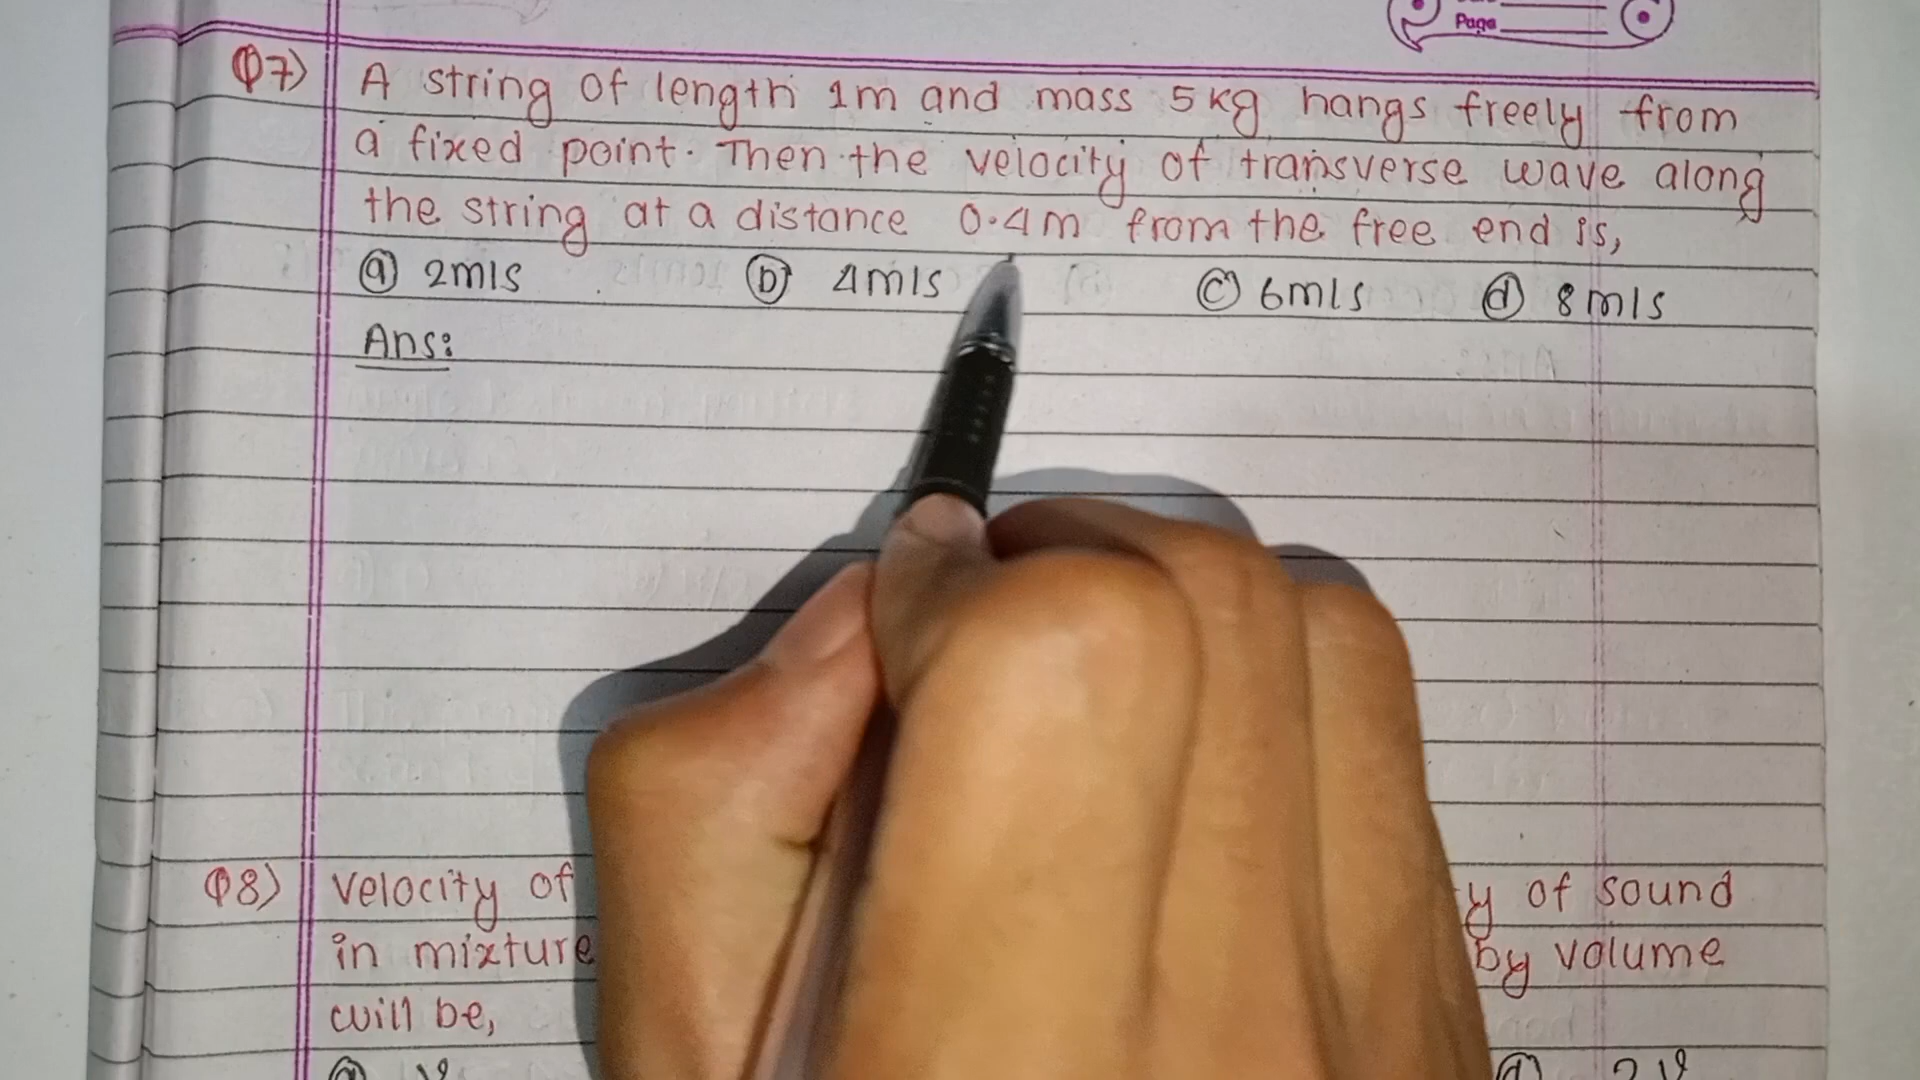 Page
Q7) A string of length 1m and mass 5kg hangs freely from
a fixed point. Then the velocity of transverse wave along
the string at a distance 0.4m from the free end is,
(a) 2m/s (b) 4m/s (c) 6m/s (d) 8m/s
Ans:
Q8) Velocity of y of sound
in mixture by volume
will be,
(a) (d)